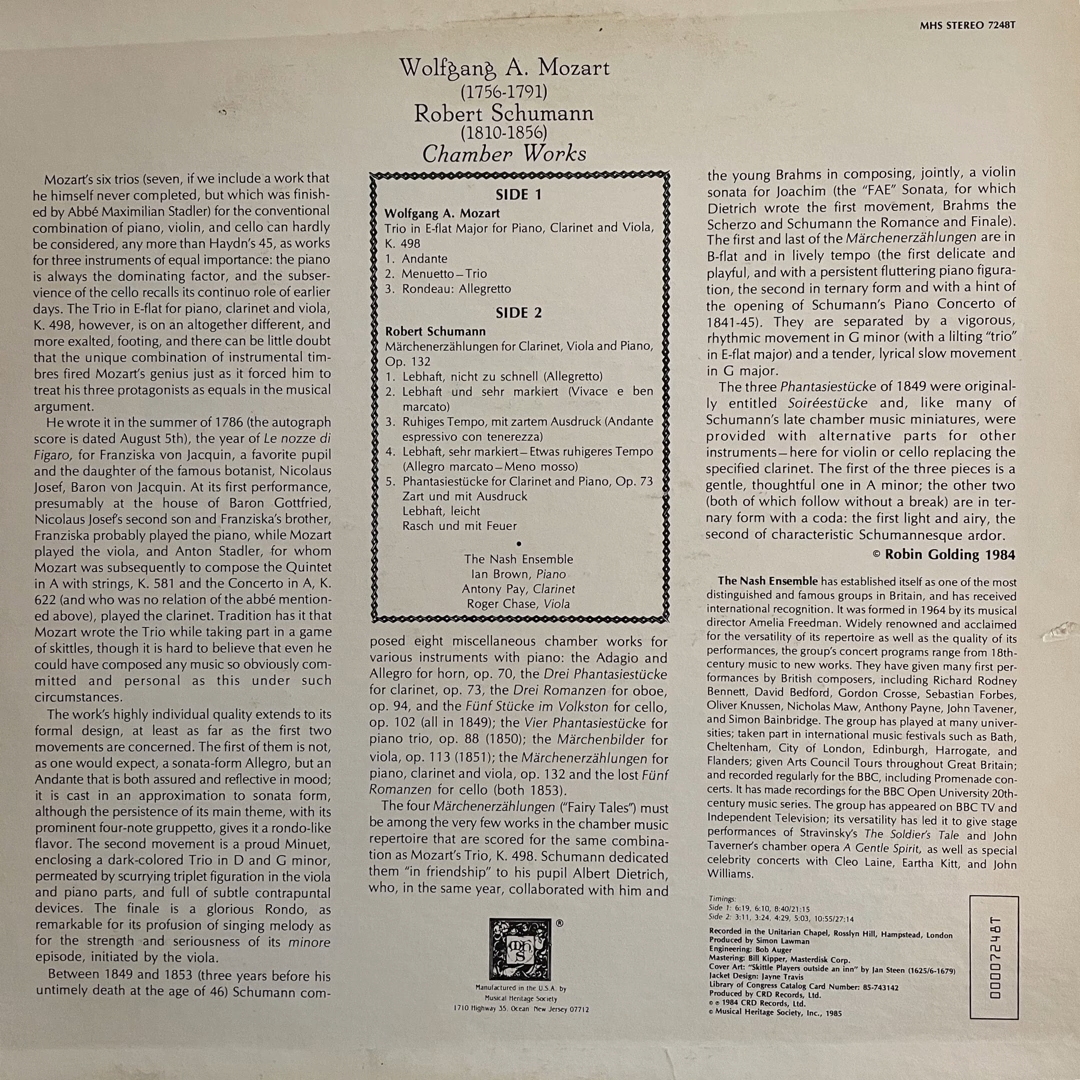 MHS STEREO 7248T
Wolfgang A. Mozart
(1756-1791)
Robert Schumann
(1810-1856)
Chamber Works
Mozart's six trios (seven, if we include a work that
he himself never completed, but which was finish-
ed by Abbé Maximilian Stadler) for the conventional
combination of piano, violin, and cello can hardly
be considered, any more than Haydn's 45, as works
for three instruments of equal importance: the piano
is always the dominating factor, and the subser-
vience of the cello recalls its continuo role of earlier
days. The Trio in E-flat for piano, clarinet and viola,
K. 498, however, is on an altogether different, and
more exalted, footing, and there can be little doubt
that the unique combination of instrumental tim-
bres fired Mozart's genius just as it forced him to
treat his three protagonists as equals in the musical
argument.
He wrote it in the summer of 1786 (the autograph
score is dated August 5th), the year of Le nozze di
Figaro, for Franziska von Jacquin, a favorite pupil
and the daughter of the famous botanist, Nicolaus
Josef, Baron von Jacquin. At its first performance,
presumably at the house of Baron Gottfried,
Nicolaus Josef's second son and Franziska's brother,
Franziska probably played the piano, while Mozart
played the viola, and Anton Stadler, for whom
Mozart was subsequently to compose the Quintet
in A with strings, K. 581 and the Concerto in A, K.
622 (and who was no relation of the abbé mention-
ed above), played the clarinet. Tradition has it that
Mozart wrote the Trio while taking part in a game
of skittles, though it is hard to believe that even he
could have composed any music so obviously com-
mitted and personal as this under such
circumstances.
The work's highly individual quality extends to its
formal design, at least as far as the first two
movements are concerned. The first of them is not,
as one would expect, a sonata-form Allegro, but an
Andante that is both assured and reflective in mood;
it is cast in an approximation to sonata form,
although the persistence of its main theme, with its
prominent four-note gruppetto, gives it a rondo-like
flavor. The second movement is a proud Minuet,
enclosing a dark-colored Trio in D and G minor,
permeated by scurrying triplet figuration in the viola
and piano parts, and full of subtle contrapuntal
devices. The finale is a glorious Rondo, as
remarkable for its profusion of singing melody as
for the strength and seriousness of its minore
episode, initiated by the viola.
Between 1849 and 1853 (three years before his
untimely death at the age of 46) Schumann com-
SIDE 1
Wolfgang A. Mozart
Trio in E-flat Major for Piano, Clarinet and Viola,
K. 498
1. Andante
2. Menuetto–Trio
3. Rondeau: Allegretto
SIDE 2
Robert Schumann
Märchenerzählungen for Clarinet, Viola and Piano,
Op. 132
1. Lebhaft, nicht zu schnell (Allegretto)
2. Lebhaft und sehr markiert (Vivace e ben
marcato)
3. Ruhiges Tempo, mit zartem Ausdruck (Andante
espressivo con tenerezza)
4. Lebhaft, sehr markiert–Etwas ruhigeres Tempo
(Allegro marcato–Meno mosso)
5. Phantasiestücke for Clarinet and Piano, Op. 73
Zart und mit Ausdruck
Lebhaft, leicht
Rasch und mit Feuer
•
The Nash Ensemble
Ian Brown, Piano
Antony Pay, Clarinet
Roger Chase, Viola
posed eight miscellaneous chamber works for
various instruments with piano: the Adagio and
Allegro for horn, op. 70, the Drei Phantasiestücke
for clarinet, op. 73, the Drei Romanzen for oboe,
op. 94, and the Fünf Stücke im Volkston for cello,
op. 102 (all in 1849); the Vier Phantasiestücke for
piano trio, op. 88 (1850); the Märchenbilder for
viola, op. 113 (1851); the Märchenerzählungen for
piano, clarinet and viola, op. 132 and the lost Fünf
Romanzen for cello (both 1853).
The four Märchenerzählungen ("Fairy Tales") must
be among the very few works in the chamber music
repertoire that are scored for the same combina-
tion as Mozart's Trio, K. 498. Schumann dedicated
them "in friendship" to his pupil Albert Dietrich,
who, in the same year, collaborated with him and
mhs
®
Manufactured in the U.S.A. by
Musical Heritage Society
1710 Highway 35, Ocean, New Jersey 07712
the young Brahms in composing, jointly, a violin
sonata for Joachim (the "FAE" Sonata, for which
Dietrich wrote the first movement, Brahms the
Scherzo and Schumann the Romance and Finale).
The first and last of the Märchenerzählungen are in
B-flat and in lively tempo (the first delicate and
playful, and with a persistent fluttering piano figura-
tion, the second in ternary form and with a hint of
the opening of Schumann's Piano Concerto of
1841-45). They are separated by a vigorous,
rhythmic movement in G minor (with a lilting "trio"
in E-flat major) and a tender, lyrical slow movement
in G major.
The three Phantasiestücke of 1849 were original-
ly entitled Soiréestücke and, like many of
Schumann's late chamber music miniatures, were
provided with alternative parts for other
instruments–here for violin or cello replacing the
specified clarinet. The first of the three pieces is a
gentle, thoughtful one in A minor; the other two
(both of which follow without a break) are in ter-
nary form with a coda: the first light and airy, the
second of characteristic Schumannesque ardor.
© Robin Golding 1984
The Nash Ensemble has established itself as one of the most
distinguished and famous groups in Britain, and has received
international recognition. It was formed in 1964 by its musical
director Amelia Freedman. Widely renowned and acclaimed
for the versatility of its repertoire as well as the quality of its
performances, the group's concert programs range from 18th-
century music to new works. They have given many first per-
formances by British composers, including Richard Rodney
Bennett, David Bedford, Gordon Crosse, Sebastian Forbes,
Oliver Knussen, Nicholas Maw, Anthony Payne, John Tavener,
and Simon Bainbridge. The group has played at many univer-
sities; taken part in international music festivals such as Bath,
Cheltenham, City of London, Edinburgh, Harrogate, and
Flanders; given Arts Council Tours throughout Great Britain;
and recorded regularly for the BBC, including Promenade con-
certs. It has made recordings for the BBC Open University 20th-
century music series. The group has appeared on BBC TV and
Independent Television; its versatility has led it to give stage
performances of Stravinsky's The Soldier's Tale and John
Taverner's chamber opera A Gentle Spirit, as well as special
celebrity concerts with Cleo Laine, Eartha Kitt, and John
Williams.
Timings:
Side 1: 6:19, 6:10, 8:40/21:15
Side 2: 3:11, 3:24, 4:29, 5:03, 10:55/27:14
Recorded in the Unitarian Chapel, Rosslyn Hill, Hampstead, London
Produced by Simon Lawman
Engineering: Bob Auger
Mastering: Bill Kipper, Masterdisk Corp.
Cover Art: "Skittle Players outside an inn" by Jan Steen (1625/6-1679)
Jacket Design: Jayne Travis
Library of Congress Catalog Card Number: 85-743142
Produced by CRD Records, Ltd.
© ℗ 1984 CRD Records, Ltd.
© Musical Heritage Society, Inc., 1985
0007248T